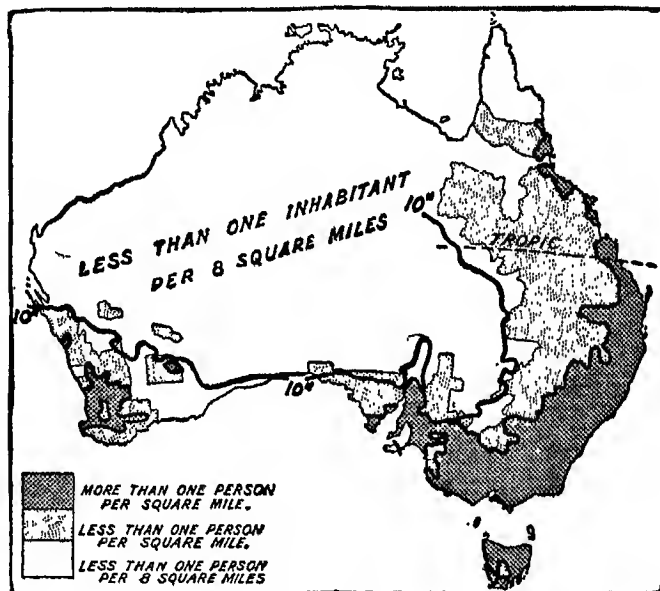 LESS THAN ONE INHABITANT
PER 8 SQUARE MILES
10"
TROPIC
10"
10"
MORE THAN ONE PERSON
PER SQUARE MILE.
LESS THAN ONE PERSON
PER SQUARE MILE.
LESS THAN ONE PERSON
PER 8 SQUARE MILES